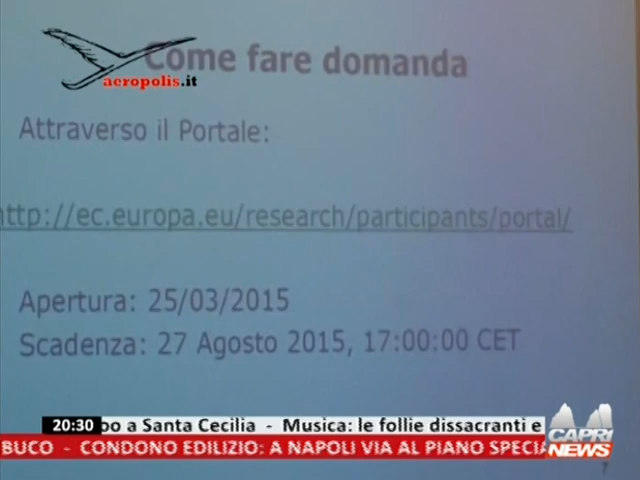 Come fare domanda
aeropolis.it
Attraverso il Portale:
http://ec.europa.eu/research/participants/portal/
Apertura: 25/03/2015
Scadenza: 27 Agosto 2015, 17:00:00 CET
20:30 oo a Santa Cecilia - Musica: le follie dissacranti e
CAPRI
BUCO - CONDONO EDILIZIO: A NAPOLI VIA AL PIANO SPECIA
NEWS
7